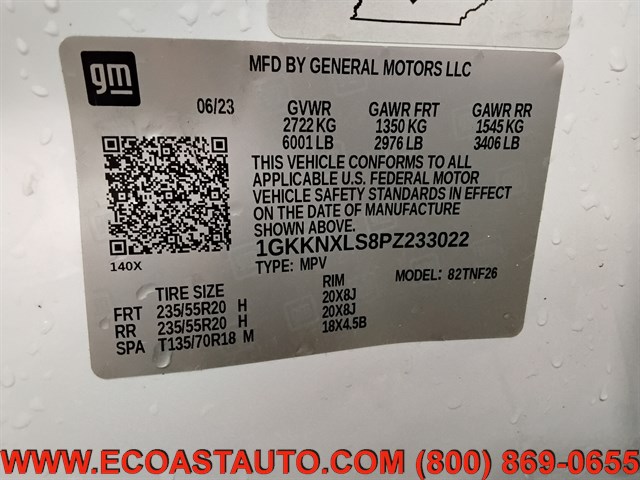 gm
MFD BY GENERAL MOTORS LLC
06/23 GVWR GAWR FRT GAWR RR
2722 KG 1350 KG 1545 KG
6001 LB 2976 LB 3406 LB
THIS VEHICLE CONFORMS TO ALL
APPLICABLE U.S. FEDERAL MOTOR
VEHICLE SAFETY STANDARDS IN EFFECT
ON THE DATE OF MANUFACTURE
SHOWN ABOVE.
1GKKNXLS8PZ233022
140X TYPE: MPV MODEL: 82TNF26
TIRE SIZE RIM
FRT 235/55R20 H 20X8J
RR 235/55R20 H 20X8J
SPA T135/70R18 M 18X4.5B
WWW.ECOASTAUTO.COM (800) 869-0655